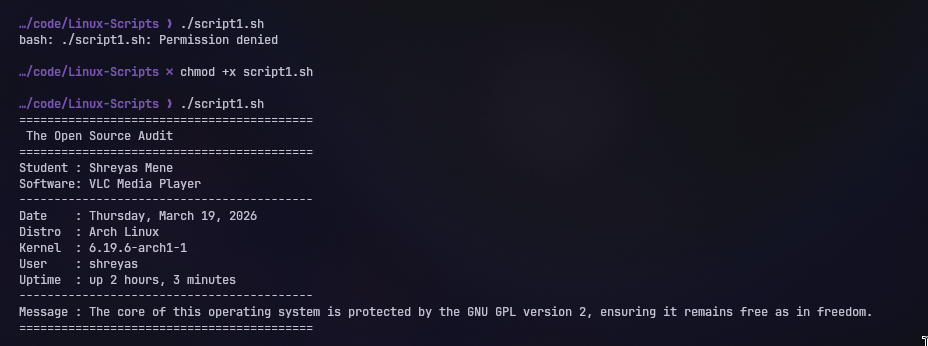 …/code/Linux-Scripts ❯ ./script1.sh
bash: ./script1.sh: Permission denied
…/code/Linux-Scripts ✕ chmod +x script1.sh
…/code/Linux-Scripts ❯ ./script1.sh
==========================================
 The Open Source Audit
==========================================
Student : Shreyas Mene
Software: VLC Media Player
------------------------------------------
Date    : Thursday, March 19, 2026
Distro  : Arch Linux
Kernel  : 6.19.6-arch1-1
User    : shreyas
Uptime  : up 2 hours, 3 minutes
------------------------------------------
Message : The core of this operating system is protected by the GNU GPL version 2, ensuring it remains free as in freedom.
==========================================